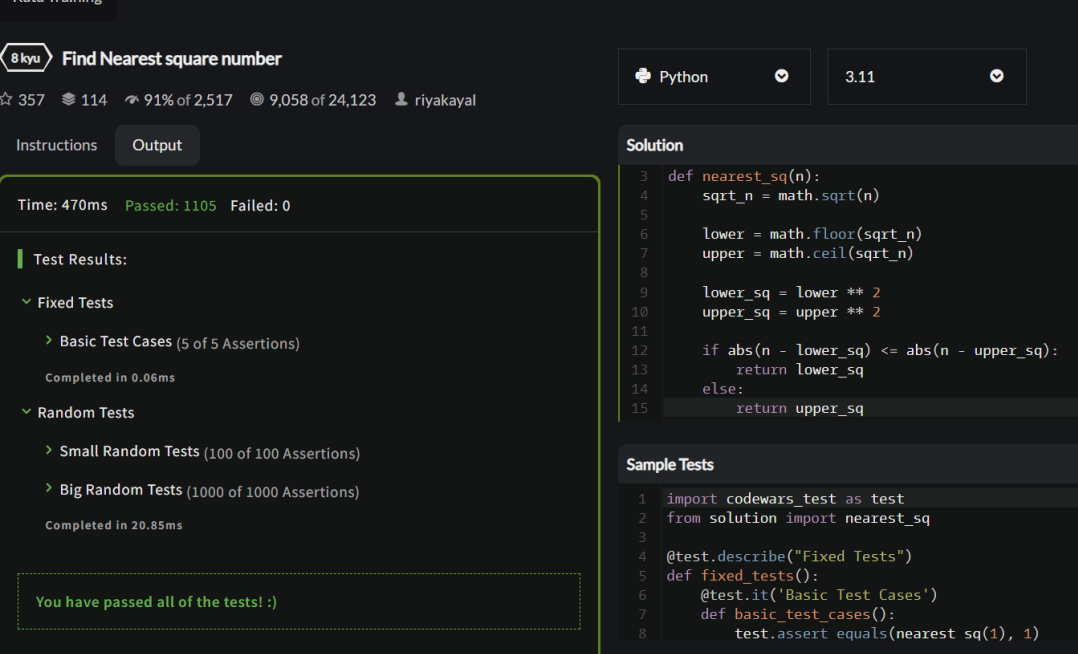 Kata Training
8 kyu Find Nearest square number
357 114 91% of 2,517 9,058 of 24,123 riyakayal
Instructions Output
Time: 470ms Passed: 1105 Failed: 0
Test Results:
Fixed Tests
Basic Test Cases (5 of 5 Assertions)
Completed in 0.06ms
Random Tests
Small Random Tests (100 of 100 Assertions)
Big Random Tests (1000 of 1000 Assertions)
Completed in 20.85ms
You have passed all of the tests! :)
Python 3.11
Solution
3 def nearest_sq(n):
4 sqrt_n = math.sqrt(n)
5
6 lower = math.floor(sqrt_n)
7 upper = math.ceil(sqrt_n)
8
9 lower_sq = lower ** 2
10 upper_sq = upper ** 2
11
12 if abs(n - lower_sq) <= abs(n - upper_sq):
13 return lower_sq
14 else:
15 return upper_sq
Sample Tests
1 import codewars_test as test
2 from solution import nearest_sq
3
4 @test.describe("Fixed Tests")
5 def fixed_tests():
6 @test.it('Basic Test Cases')
7 def basic_test_cases():
8 test.assert_equals(nearest_sq(1), 1)